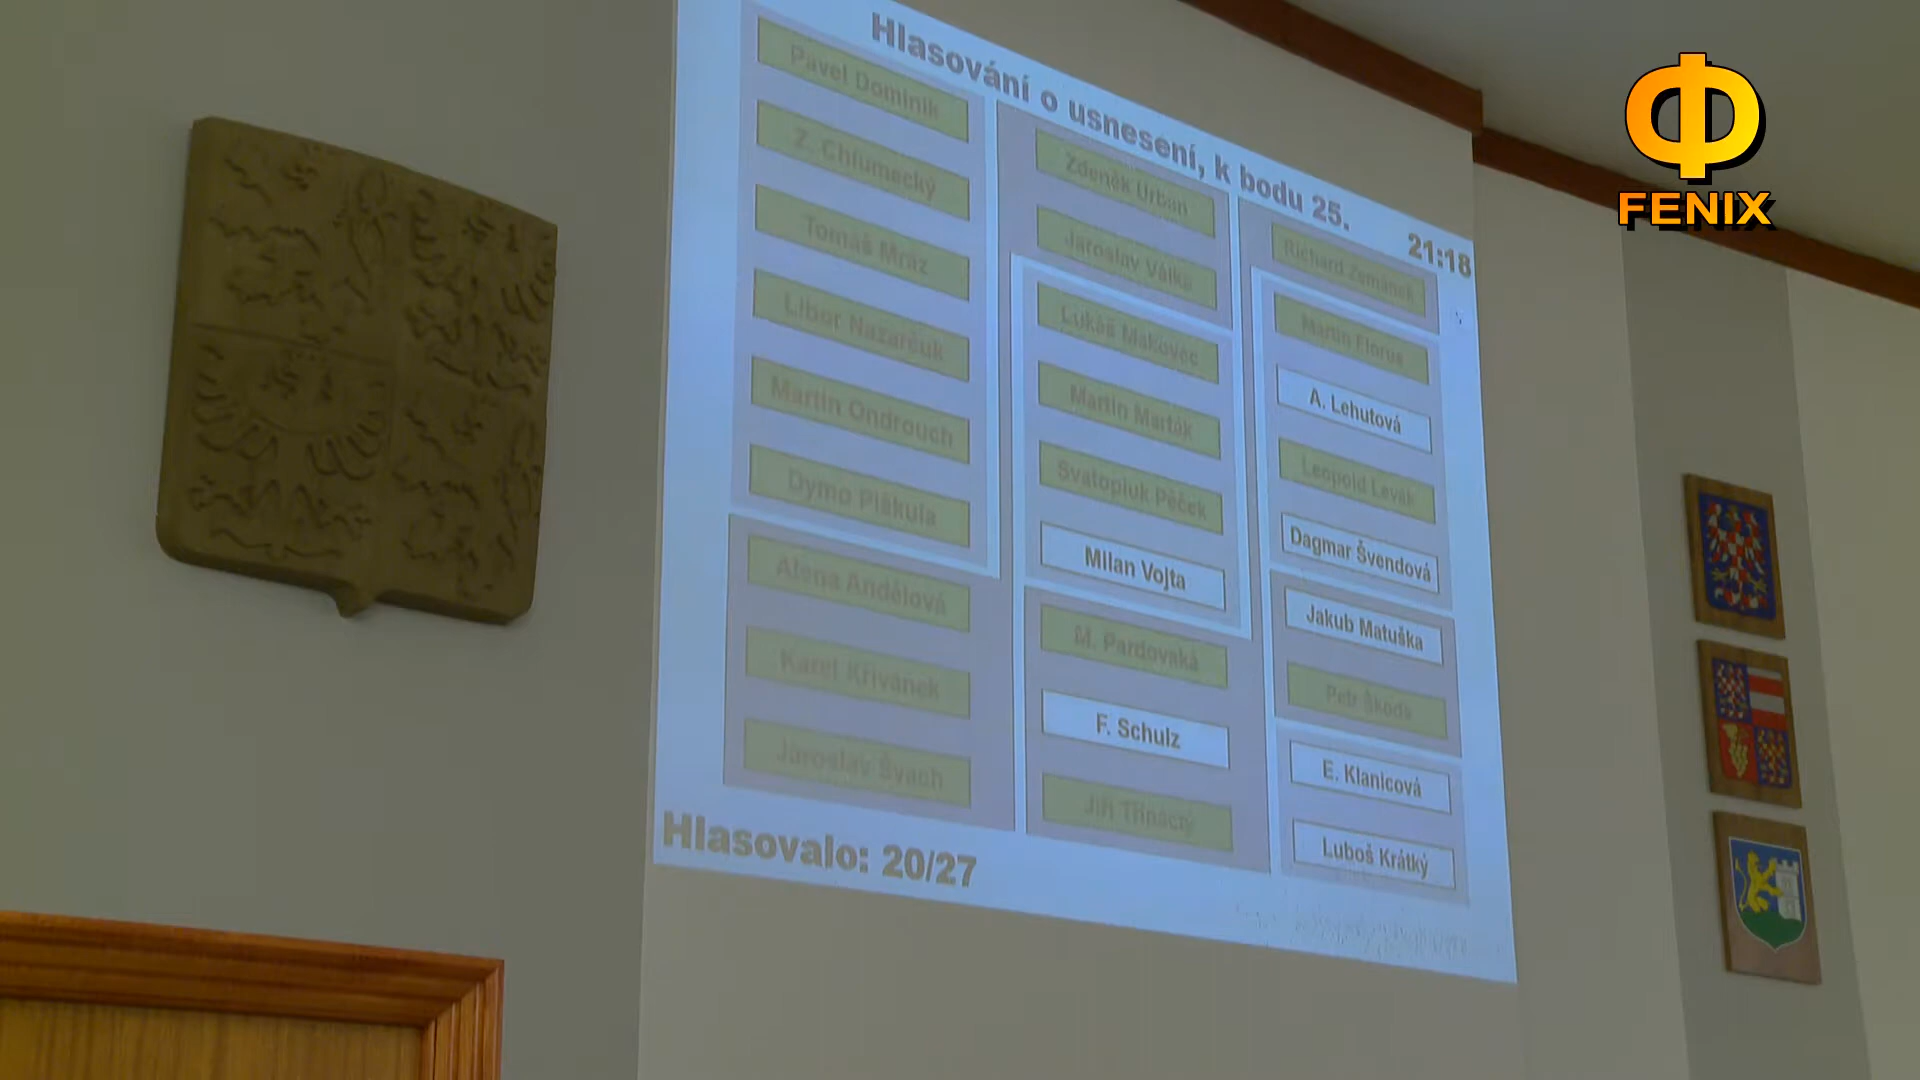 Hlasování o usnesení, k bodu 25.
21:18
Pavel Dominik
Z. Chlumecký
Tomáš Mráz
Libor Nazarčuk
Martin Ondrouch
Dymo Piškula
Alena Andělová
Karel Křivánek
Jaroslav Švach
Zdeněk Urban
Jaroslav Válka
Lukáš Makovec
Martin Marťák
Svatopluk Pěček
Milan Vojta
M. Pardovská
F. Schulz
Jiří Třináctý
Richard Zemánek
Martin Florus
A. Lehutová
Leopold Levák
Dagmar Švendová
Jakub Matuška
Petr Škoda
E. Klanicová
Luboš Krátký
Hlasovalo: 20/27
FENIX